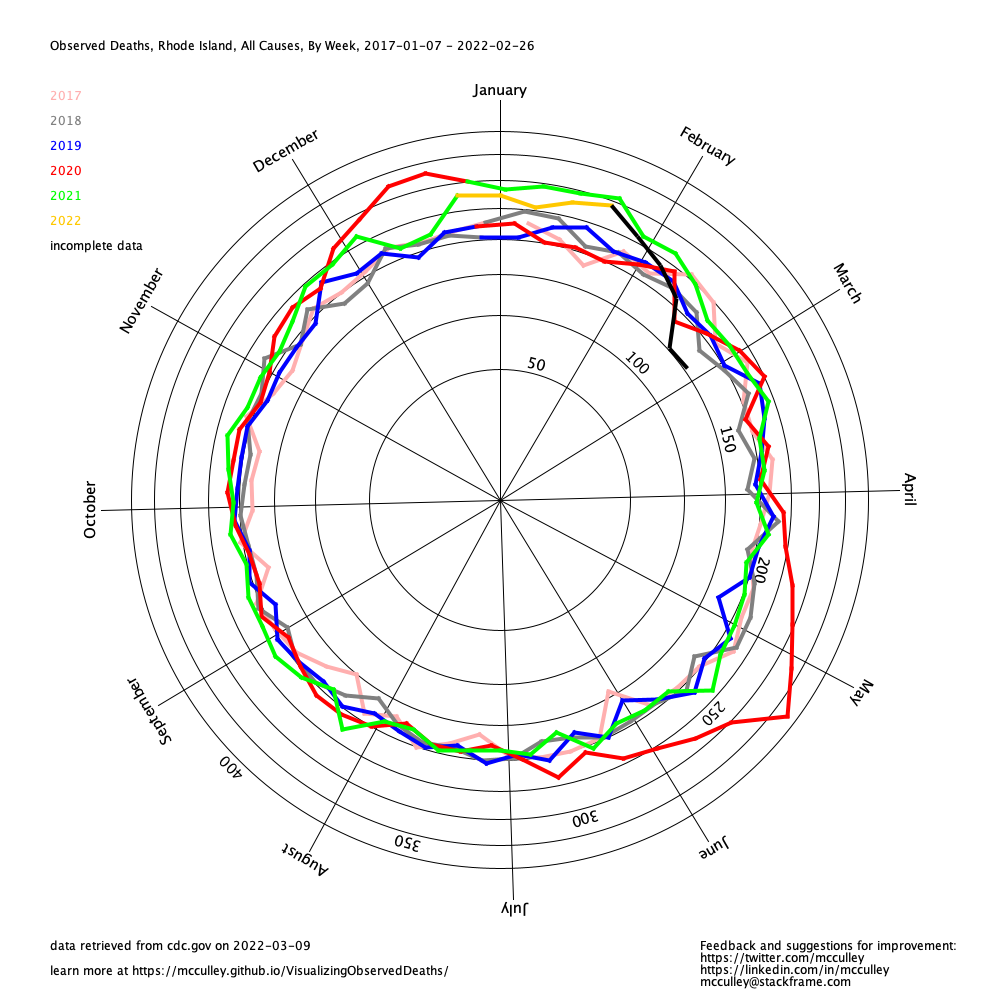 Observed Deaths, Rhode Island, All Causes, By Week, 2017-01-07 - 2022-02-26
2017
2018
2019
2020
2021
2022
incomplete data
January
February
March
April
May
June
July
August
September
October
November
December
50
100
150
200
250
300
350
400
data retrieved from cdc.gov on 2022-03-09
learn more at https://mcculley.github.io/VisualizingObservedDeaths/
Feedback and suggestions for improvement:
https://twitter.com/mcculley
https://linkedin.com/in/mcculley
mcculley@stackframe.com